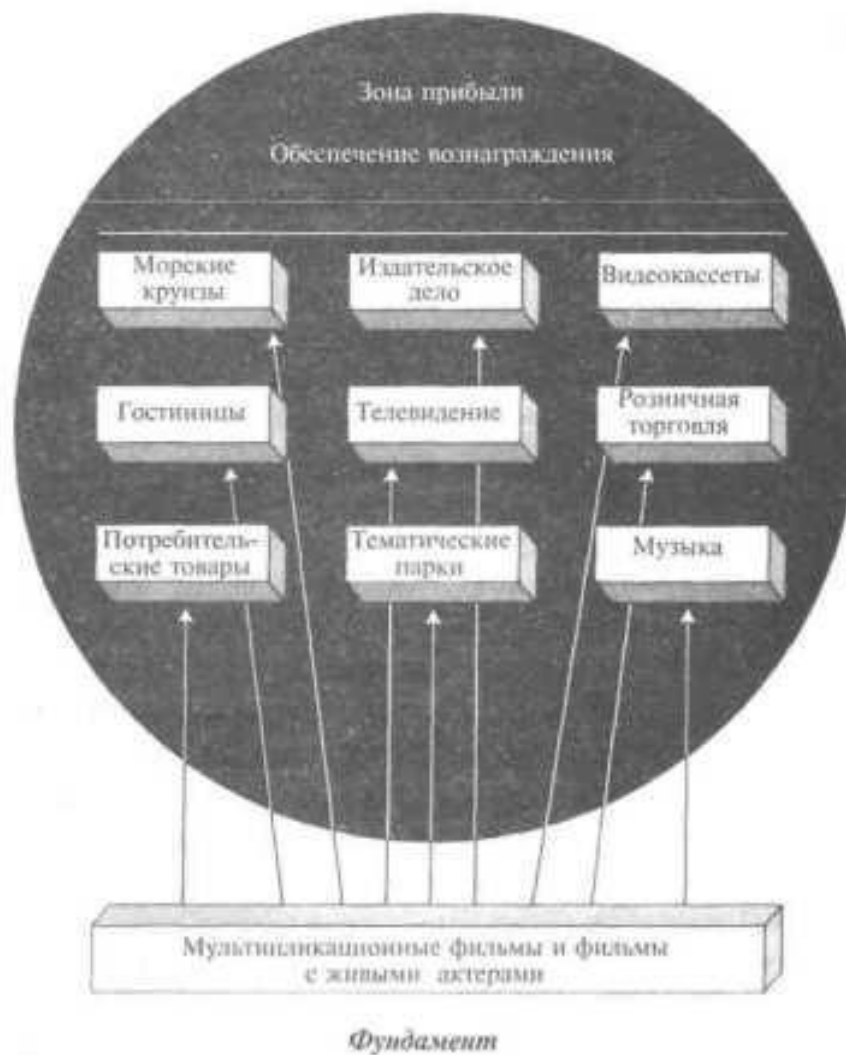 Зона прибыли
Обеспечение вознаграждения
Морские
круизы
Издательское
дело
Видеокассеты
Гостиницы
Телевидение
Розничная
торговля
Потребитель-
ские товары
Тематические
парки
Музыка
Мультипликационные фильмы и фильмы
с живыми актерами
Фундамент